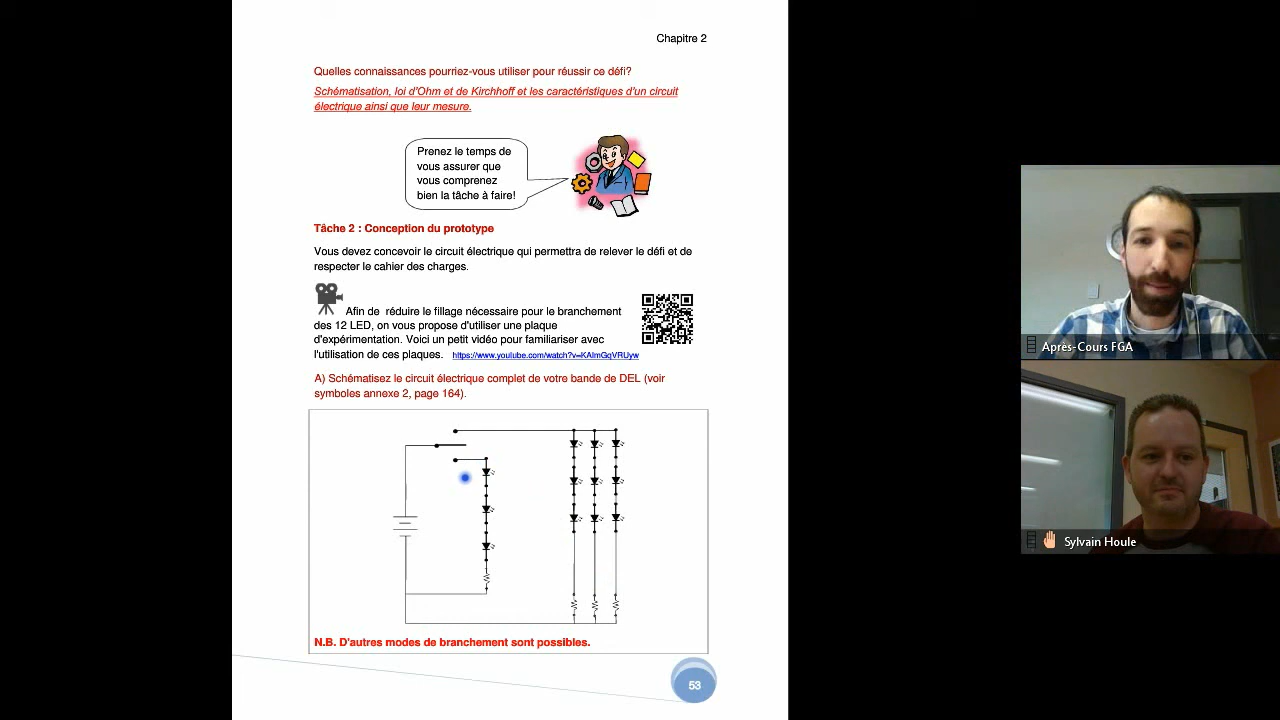 Chapitre 2
Quelles connaissances pourriez-vous utiliser pour réussir ce défi?
Schématisation, loi d'Ohm et de Kirchhoff et les caractéristiques d'un circuit
électrique ainsi que leur mesure.
Prenez le temps de
vous assurer que
vous comprenez
bien la tâche à faire!
Tâche 2 : Conception du prototype
Vous devez concevoir le circuit électrique qui permettra de relever le défi et de
respecter le cahier des charges.
Afin de réduire le fillage nécessaire pour le branchement
des 12 LED, on vous propose d'utiliser une plaque
d'expérimentation. Voici un petit vidéo pour familiariser avec
l'utilisation de ces plaques. https://www.youtube.com/watch?v=KAlmGqVRUyw
A) Schématisez le circuit électrique complet de votre bande de DEL (voir
symboles annexe 2, page 164).
N.B. D'autres modes de branchement sont possibles.
53
Après-Cours FGA
Sylvain Houle